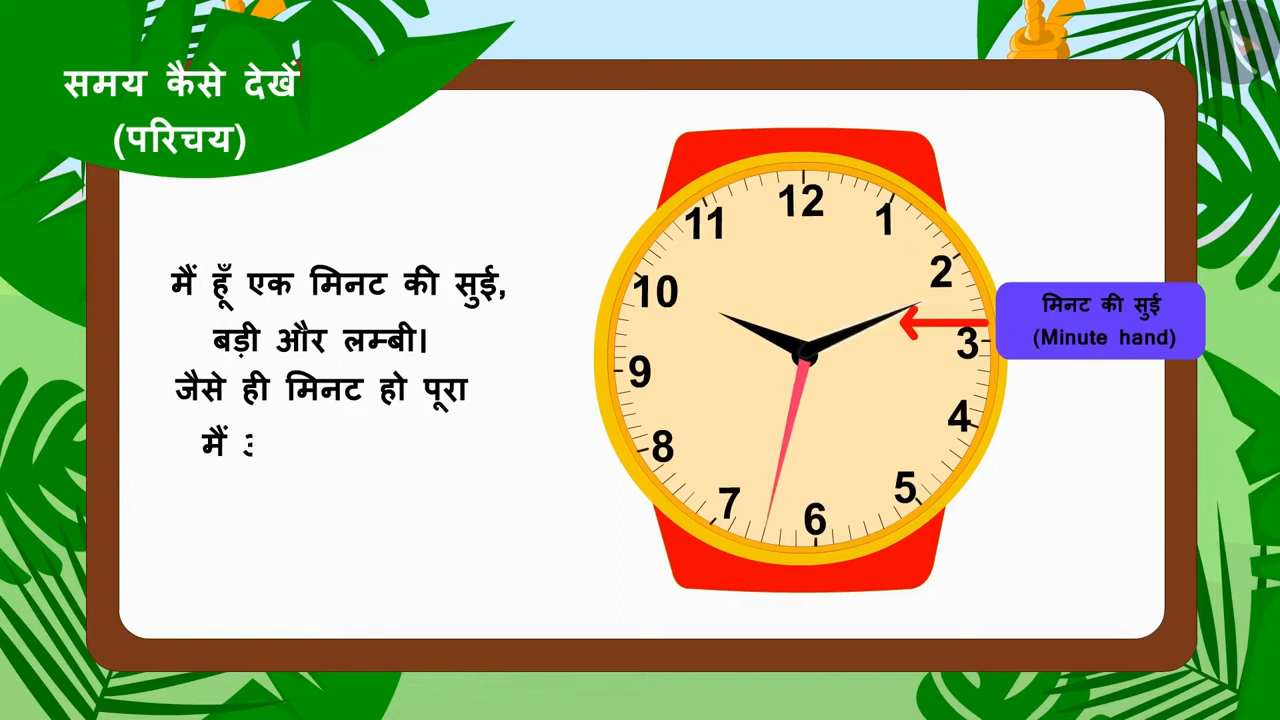 समय कैसे देखें
(परिचय)
मैं हूँ एक मिनट की सुई,
बड़ी और लम्बी।
जैसे ही मिनट हो पूरा
मैं
12
1
2
3
4
5
6
7
8
9
10
11
मिनट की सुई
(Minute hand)